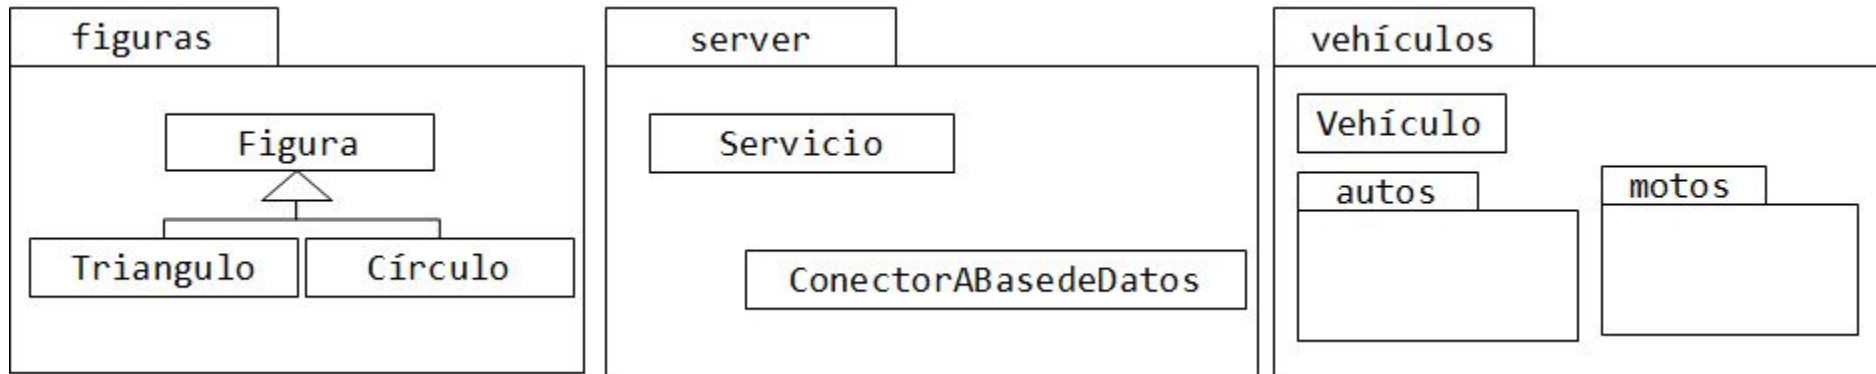 figuras
Figura
Triangulo
Círculo
server
Servicio
ConectorABasedeDatos
vehículos
Vehículo
autos
motos